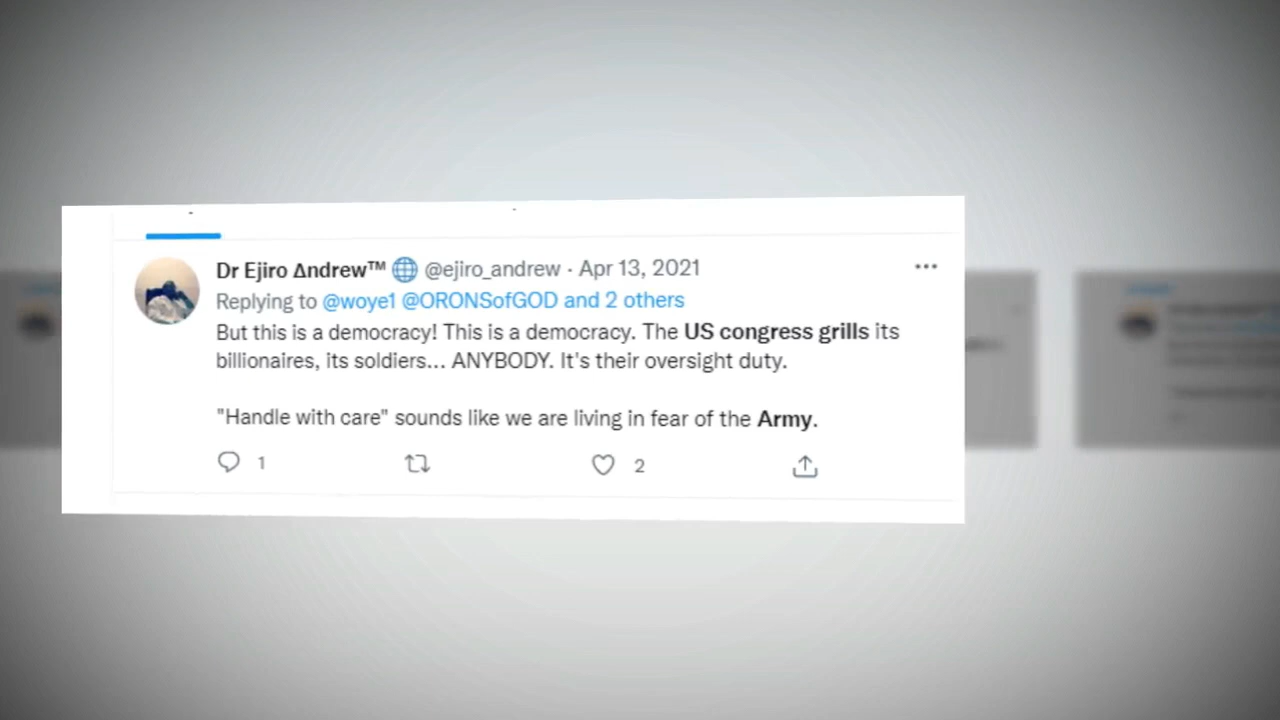 Dr Ejiro Δndrew™ 🌐 @ejiro_andrew · Apr 13, 2021
Replying to @woye1 @ORONSofGOD and 2 others
But this is a democracy! This is a democracy. The US congress grills its
billionaires, its soldiers... ANYBODY. It's their oversight duty.
"Handle with care" sounds like we are living in fear of the Army.
1 2